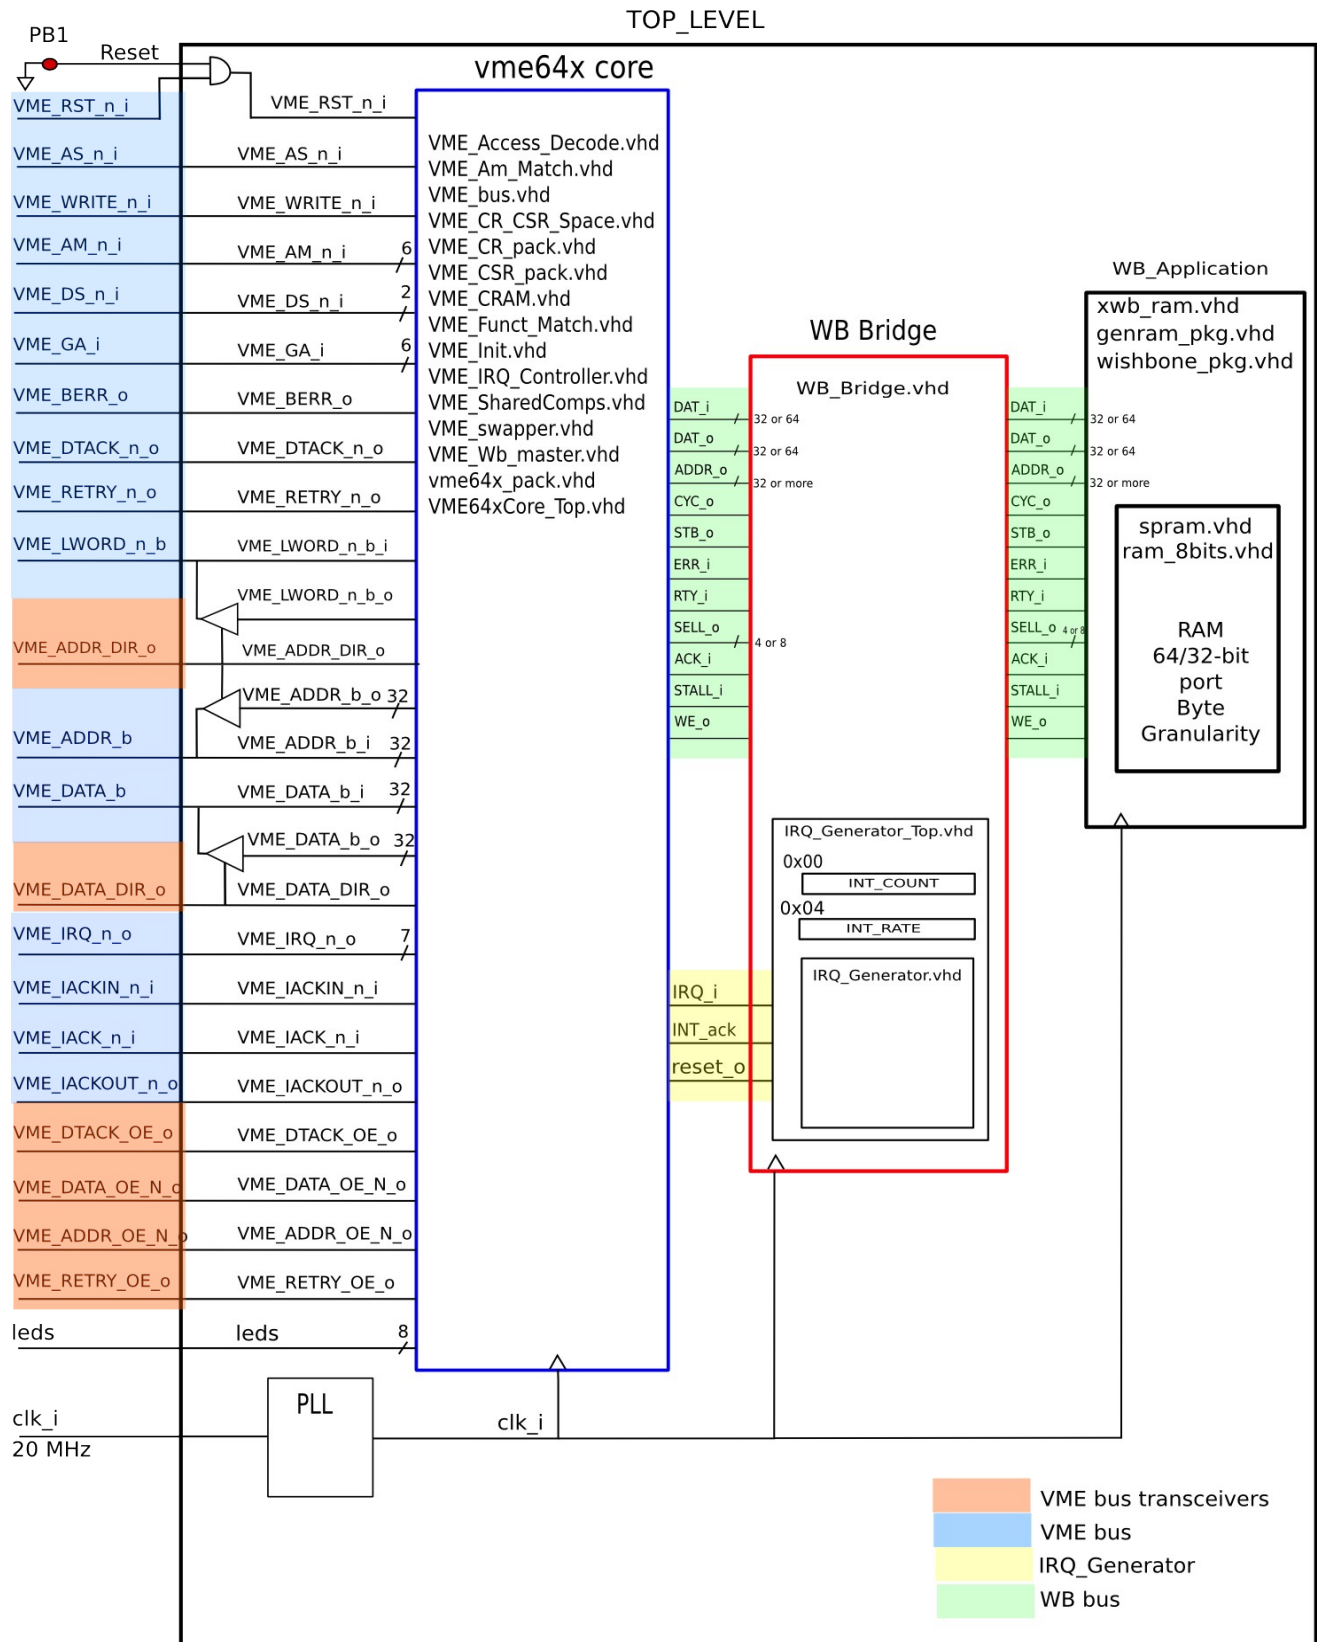 TOP_LEVEL
PB1
Reset
vme64x core
VME_RST_n_i
VME_RST_n_i
VME_AS_n_i
VME_AS_n_i
VME_WRITE_n_i
VME_WRITE_n_i
VME_AM_n_i
VME_AM_n_i
6
VME_DS_n_i
VME_DS_n_i
2
VME_GA_i
VME_GA_i
6
VME_BERR_o
VME_BERR_o
VME_DTACK_n_o
VME_DTACK_n_o
VME_RETRY_n_o
VME_RETRY_n_o
VME_LWORD_n_b
VME_LWORD_n_b_i
VME_LWORD_n_b_o
VME_ADDR_DIR_o
VME_ADDR_DIR_o
VME_ADDR_b_o
32
VME_ADDR_b
VME_ADDR_b_i
32
VME_DATA_b
VME_DATA_b_i
32
VME_DATA_b_o
32
VME_DATA_DIR_o
VME_DATA_DIR_o
VME_IRQ_n_o
VME_IRQ_n_o
7
VME_IACKIN_n_i
VME_IACKIN_n_i
VME_IACK_n_i
VME_IACK_n_i
VME_IACKOUT_n_o
VME_IACKOUT_n_o
VME_DTACK_OE_o
VME_DTACK_OE_o
VME_DATA_OE_N_o
VME_DATA_OE_N_o
VME_ADDR_OE_N_o
VME_ADDR_OE_N_o
VME_RETRY_OE_o
VME_RETRY_OE_o
leds
leds
8
clk_i
20 MHz
PLL
clk_i
VME_Access_Decode.vhd
VME_Am_Match.vhd
VME_bus.vhd
VME_CR_CSR_Space.vhd
VME_CR_pack.vhd
VME_CSR_pack.vhd
VME_CRAM.vhd
VME_Funct_Match.vhd
VME_Init.vhd
VME_IRQ_Controller.vhd
VME_SharedComps.vhd
VME_swapper.vhd
VME_Wb_master.vhd
vme64x_pack.vhd
VME64xCore_Top.vhd
DAT_i
32 or 64
DAT_o
32 or 64
ADDR_o
32 or more
CYC_o
STB_o
ERR_i
RTY_i
SELL_o
4 or 8
ACK_i
STALL_i
WE_o
IRQ_i
INT_ack
reset_o
WB Bridge
WB_Bridge.vhd
IRQ_Generator_Top.vhd
0x00
INT_COUNT
0x04
INT_RATE
IRQ_Generator.vhd
DAT_i
32 or 64
DAT_o
32 or 64
ADDR_o
32 or more
CYC_o
STB_o
ERR_i
RTY_i
SELL_o
4 or 8
ACK_i
STALL_i
WE_o
WB_Application
xwb_ram.vhd
genram_pkg.vhd
wishbone_pkg.vhd
spram.vhd
ram_8bits.vhd
RAM
64/32-bit
port
Byte
Granularity
VME bus transceivers
VME bus
IRQ_Generator
WB bus